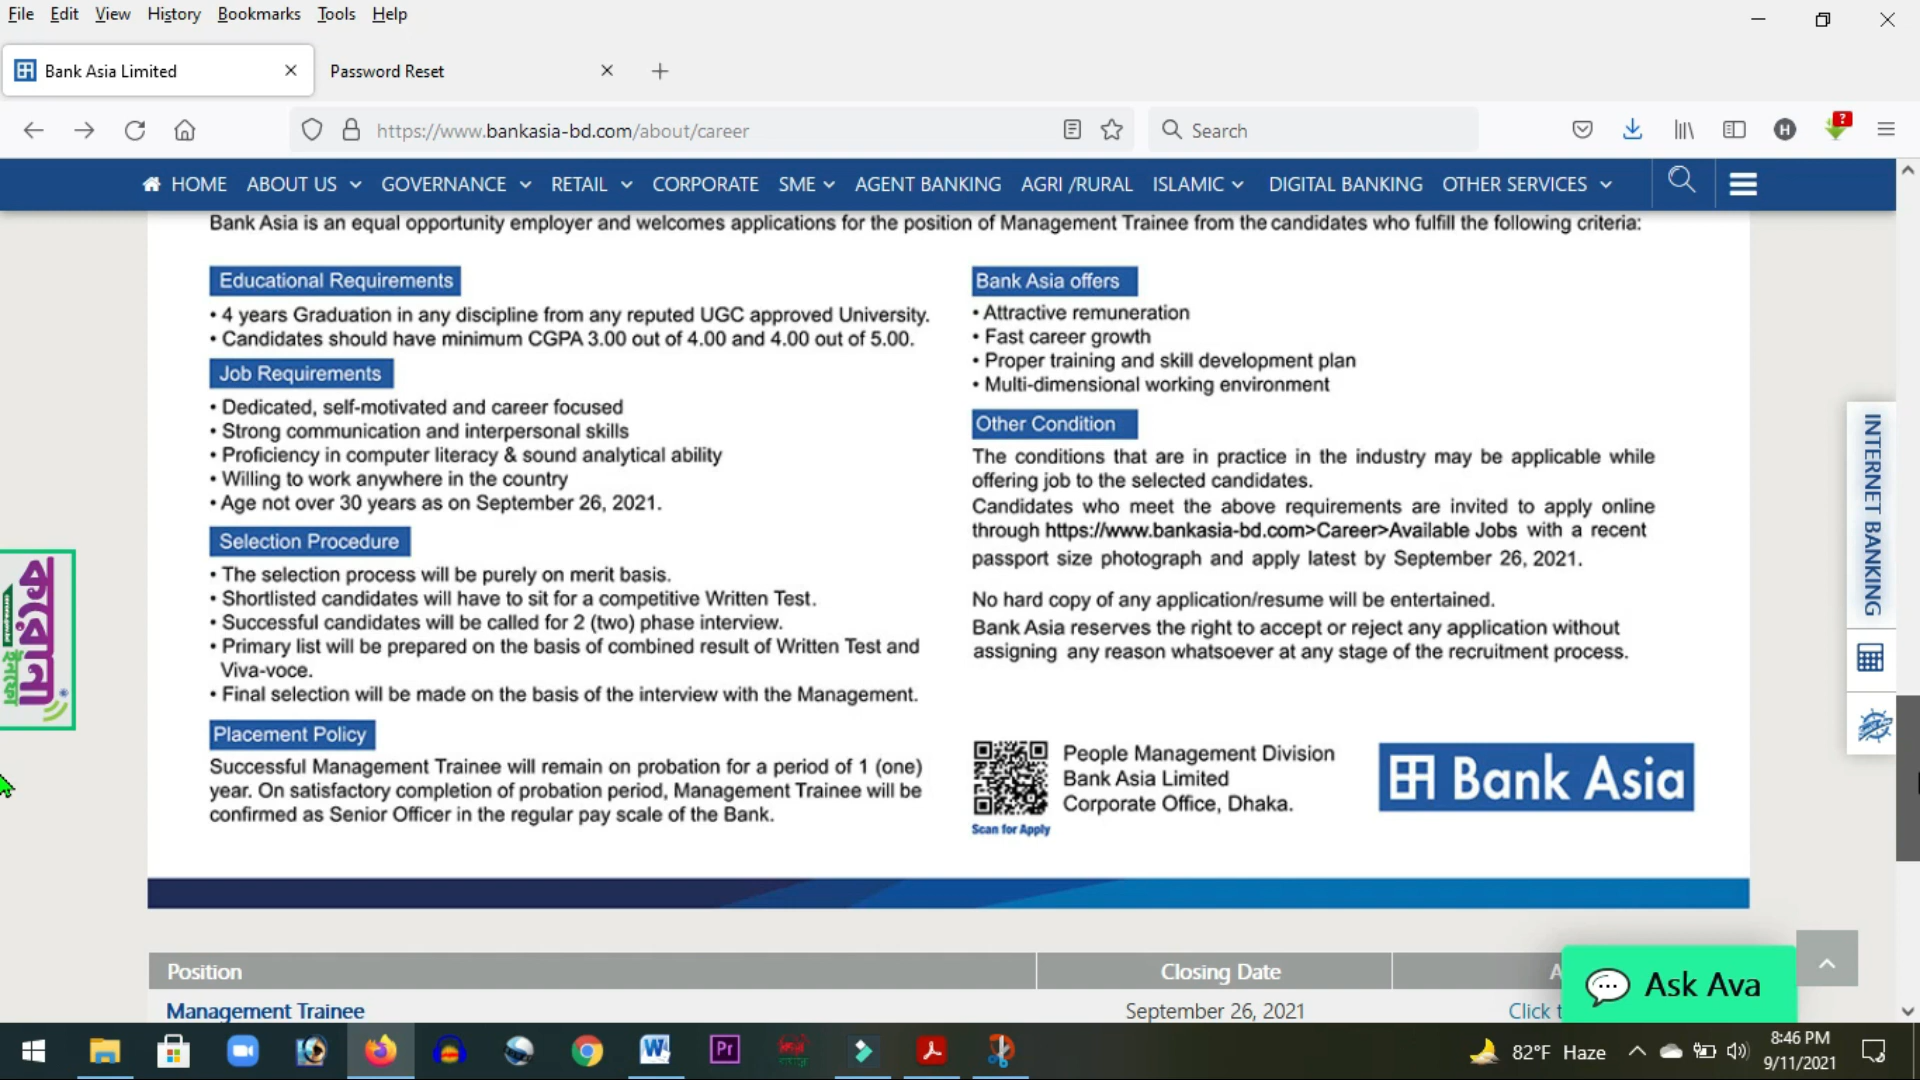 File Edit View History Bookmarks Tools Help
Bank Asia Limited
Password Reset
https://www.bankasia-bd.com/about/career
Search
H
?
HOME ABOUT US GOVERNANCE RETAIL CORPORATE SME AGENT BANKING AGRI /RURAL ISLAMIC DIGITAL BANKING OTHER SERVICES
Bank Asia is an equal opportunity employer and welcomes applications for the position of Management Trainee from the candidates who fulfill the following criteria:
Educational Requirements
• 4 years Graduation in any discipline from any reputed UGC approved University.
• Candidates should have minimum CGPA 3.00 out of 4.00 and 4.00 out of 5.00.
Job Requirements
• Dedicated, self-motivated and career focused
• Strong communication and interpersonal skills
• Proficiency in computer literacy & sound analytical ability
• Willing to work anywhere in the country
• Age not over 30 years as on September 26, 2021.
Selection Procedure
• The selection process will be purely on merit basis.
• Shortlisted candidates will have to sit for a competitive Written Test.
• Successful candidates will be called for 2 (two) phase interview.
• Primary list will be prepared on the basis of combined result of Written Test and
Viva-voce.
• Final selection will be made on the basis of the interview with the Management.
Placement Policy
Successful Management Trainee will remain on probation for a period of 1 (one)
year. On satisfactory completion of probation period, Management Trainee will be
confirmed as Senior Officer in the regular pay scale of the Bank.
Bank Asia offers
• Attractive remuneration
• Fast career growth
• Proper training and skill development plan
• Multi-dimensional working environment
Other Condition
The conditions that are in practice in the industry may be applicable while
offering job to the selected candidates.
Candidates who meet the above requirements are invited to apply online
through https://www.bankasia-bd.com>Career>Available Jobs with a recent
passport size photograph and apply latest by September 26, 2021.
No hard copy of any application/resume will be entertained.
Bank Asia reserves the right to accept or reject any application without
assigning any reason whatsoever at any stage of the recruitment process.
Scan for Apply
People Management Division
Bank Asia Limited
Corporate Office, Dhaka.
Bank Asia
INTERNET BANKING
করোনা
ইনফো
Position Closing Date
Management Trainee September 26, 2021 Click
Ask Ava
W
Pr
82°F Haze
8:46 PM
9/11/2021